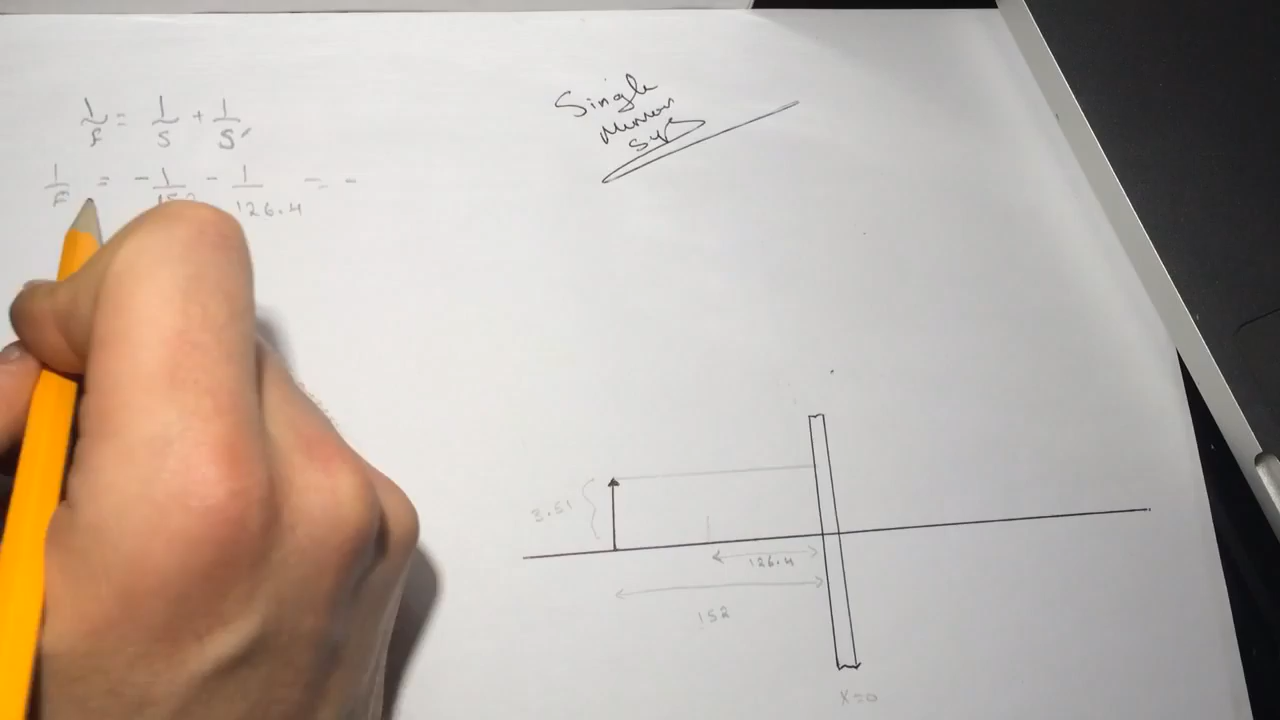 1/F = 1/S + 1/S'
1/F = - 1/152 - 1/126.4 = -
Single
Mirror
Sys
3.51
126.4
152
X=0